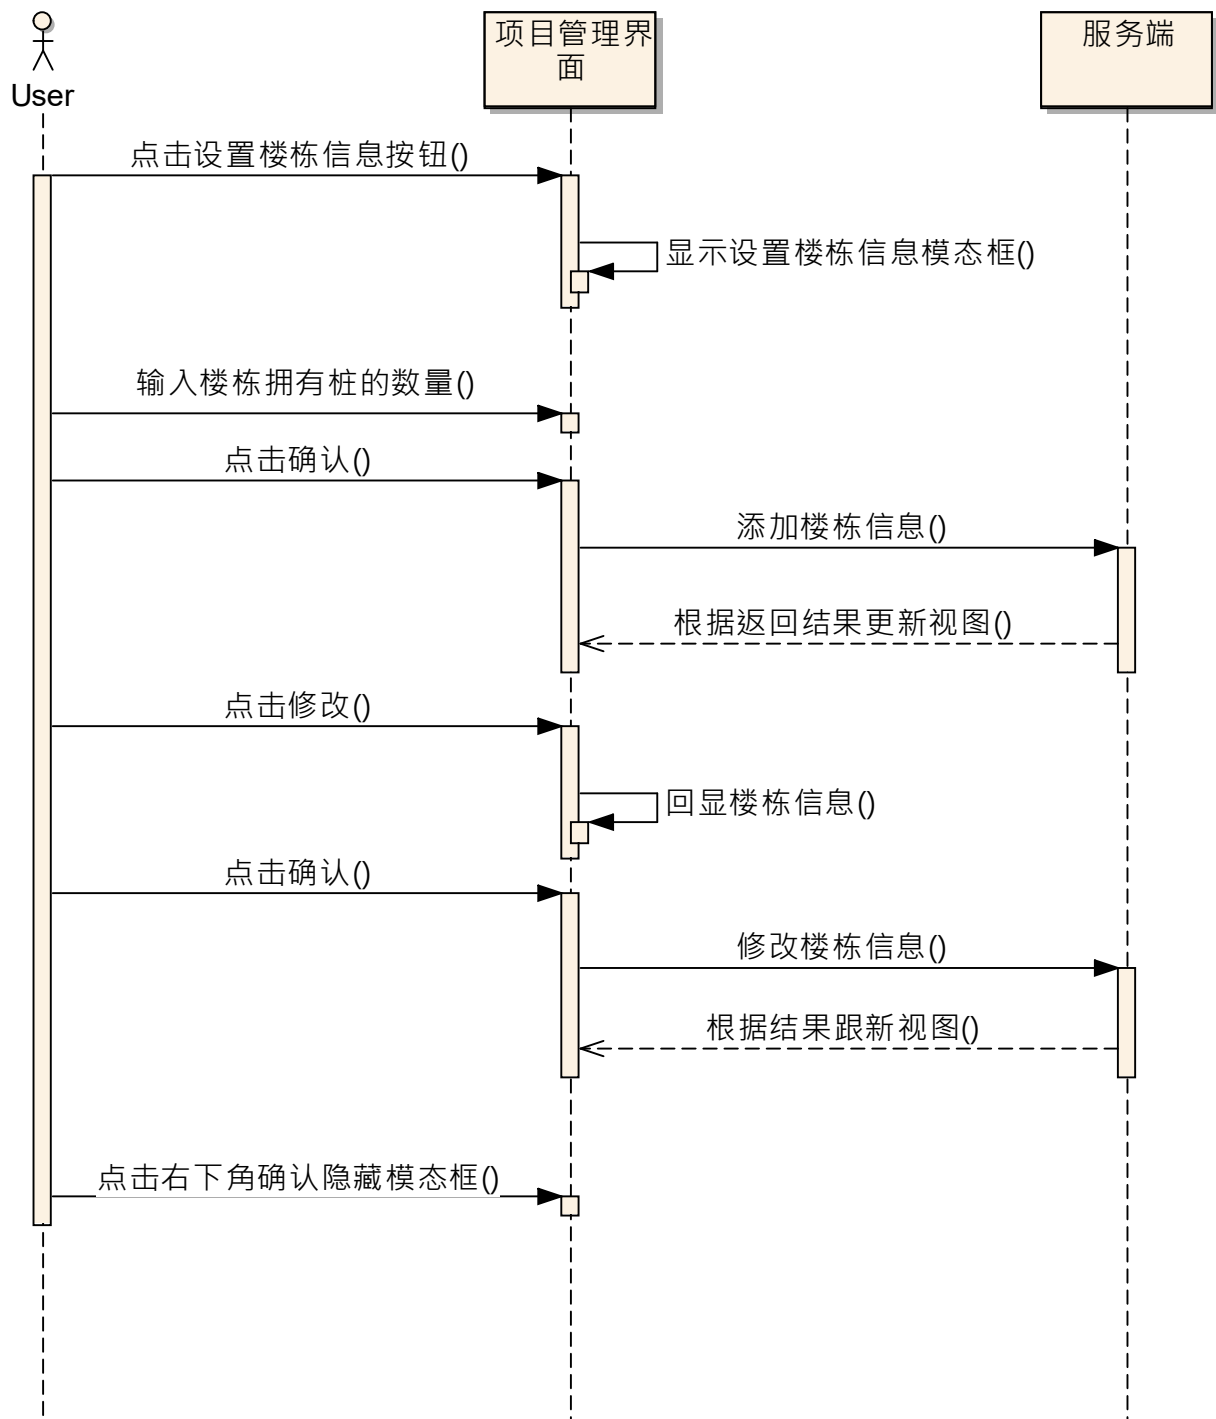 项目管理界
面
服务端
User
点击设置楼栋信息按钮()
显示设置楼栋信息模态框()
输入楼栋拥有桩的数量()
点击确认()
添加楼栋信息()
根据返回结果更新视图()
点击修改()
回显楼栋信息()
点击确认()
修改楼栋信息()
根据结果跟新视图()
点击右下角确认隐藏模态框()